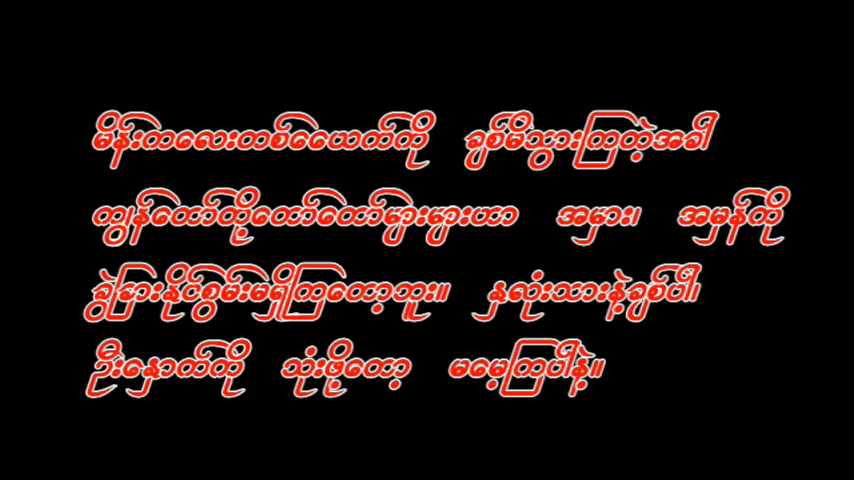 မိန်းကလေးတစ်ယေက်ကို ချစ်မိသွားကြတဲ့အခါ
ကျွန်တော်တို့တော်တော်များများဟာ အမှား၊ အမှန်ကို
ခွဲခြားနိုင်စွမ်းမရှိကြတော့ဘူး။ နှလုံးသားနဲ့ချစ်ပါ၊
ဦးနှောက်ကို သုံးဖို့တော့ မမေ့ကြပါနဲ့။